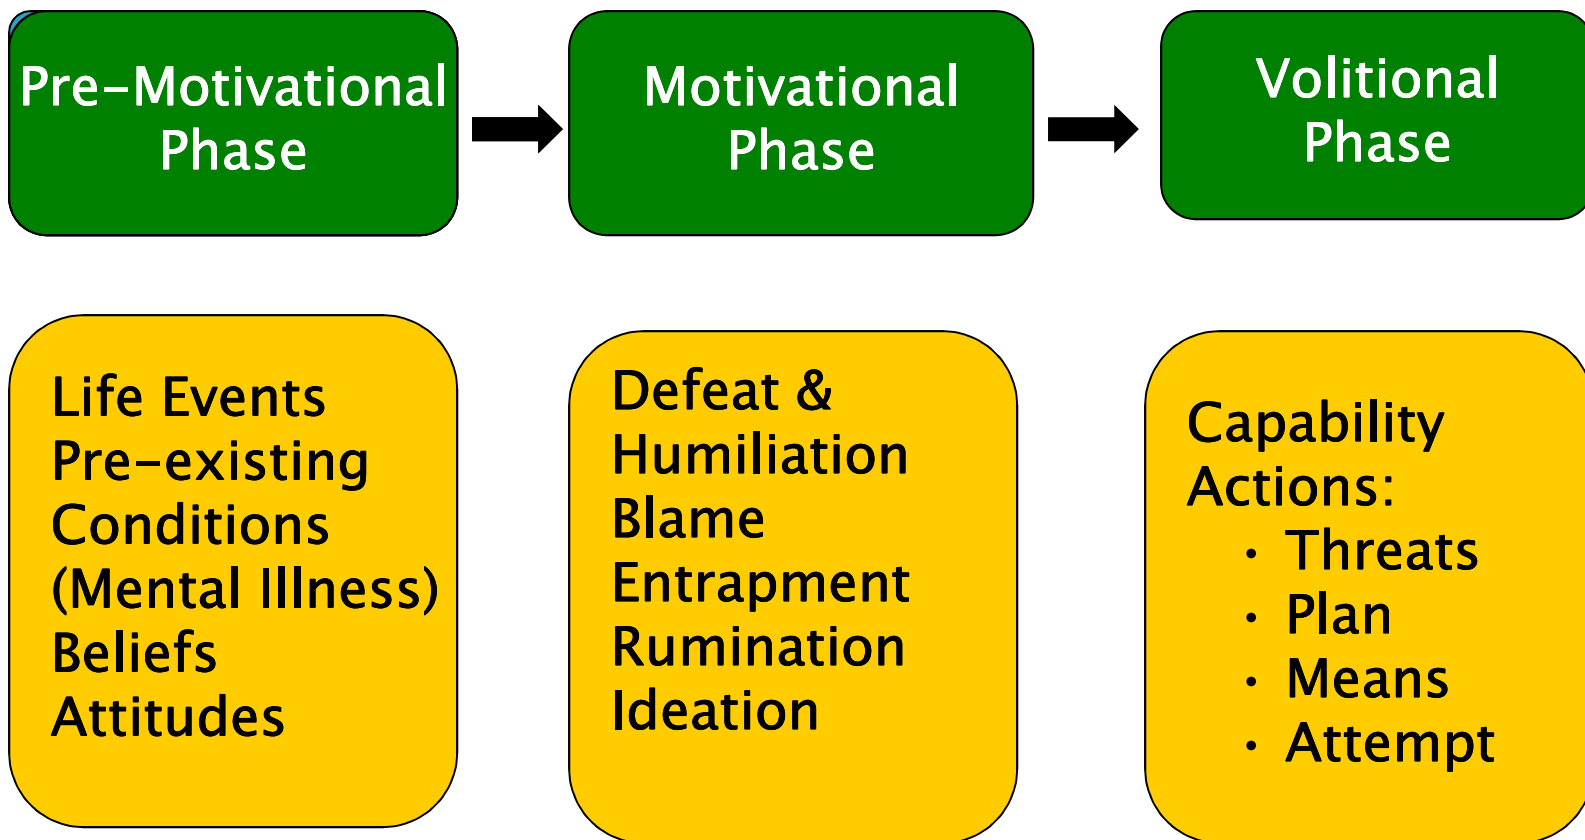 Pre-Motivational
Phase
Motivational
Phase
Volitional
Phase
Life Events
Pre-existing
Conditions
(Mental Illness)
Beliefs
Attitudes
Defeat &
Humiliation
Blame
Entrapment
Rumination
Ideation
Capability
Actions:
• Threats
• Plan
• Means
• Attempt